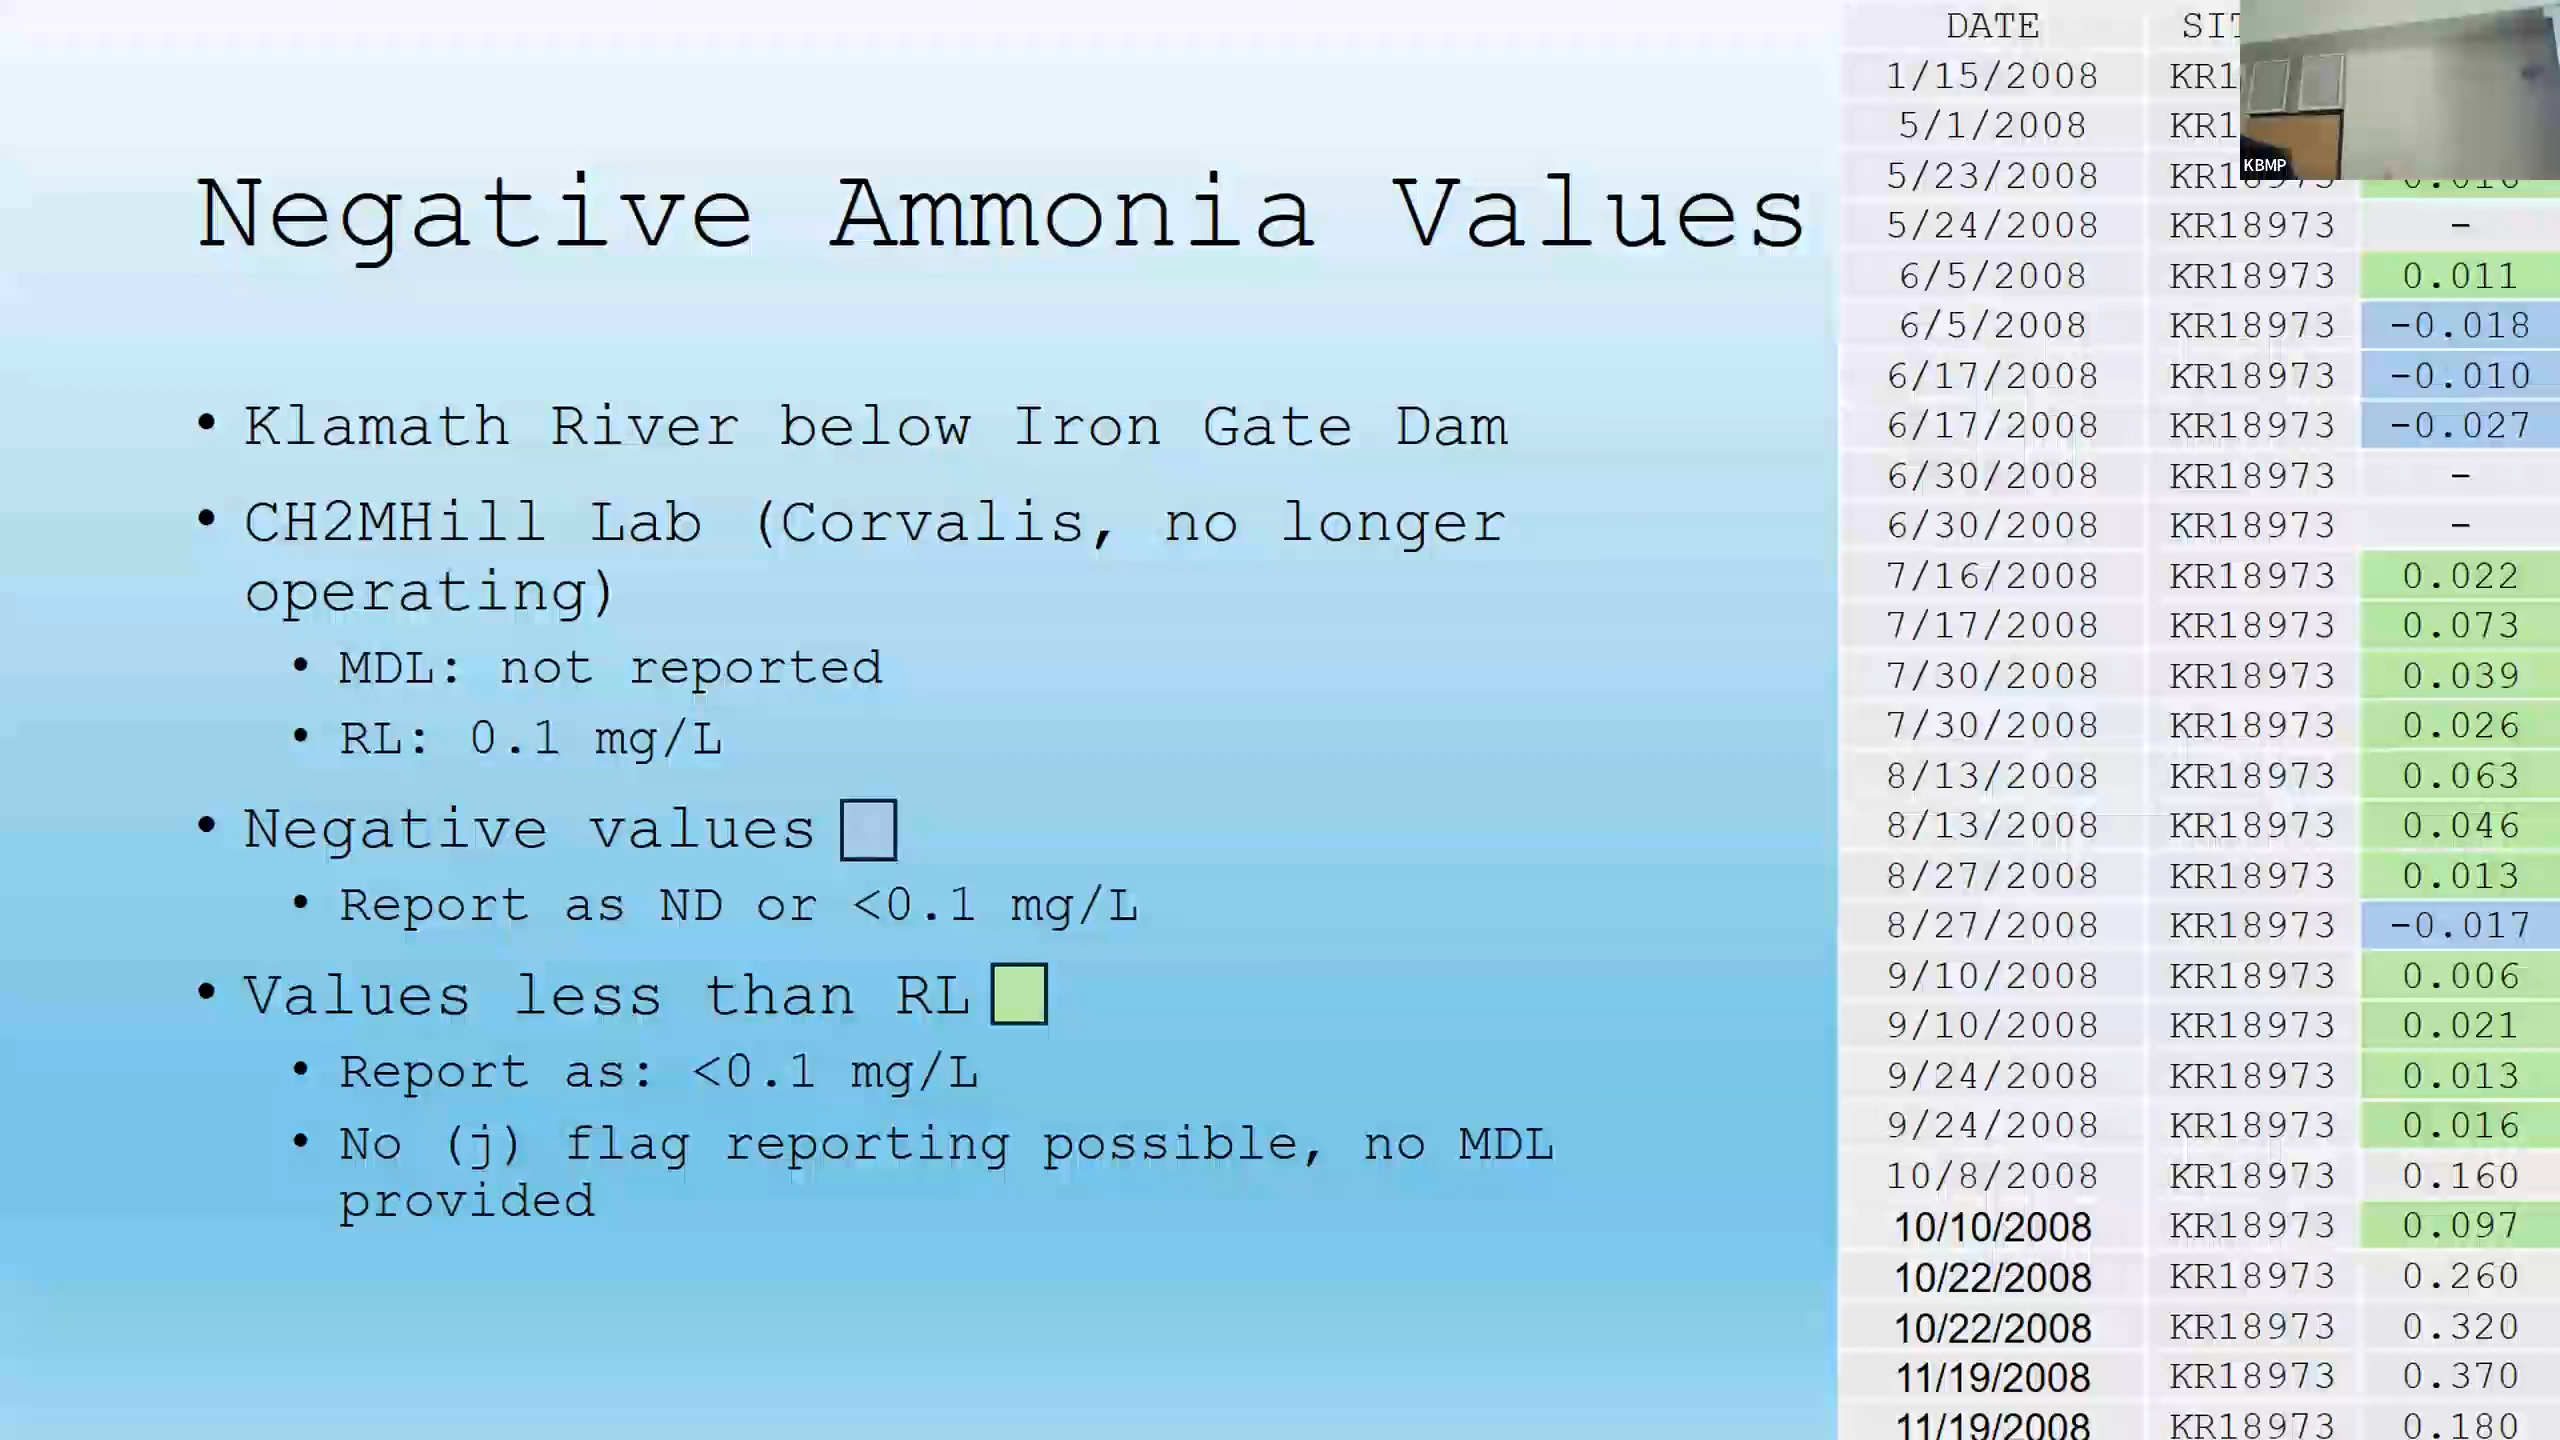 Negative Ammonia Values
• Klamath River below Iron Gate Dam
• CH2MHill Lab (Corvalis, no longer
operating)
• MDL: not reported
• RL: 0.1 mg/L
• Negative values
• Report as ND or <0.1 mg/L
• Values less than RL
• Report as: <0.1 mg/L
• No (j) flag reporting possible, no MDL
provided
DATE
1/15/2008
5/1/2008
5/23/2008 KR18973
5/24/2008 KR18973 -
6/5/2008 KR18973 0.011
6/5/2008 KR18973 -0.018
6/17/2008 KR18973 -0.010
6/17/2008 KR18973 -0.027
6/30/2008 KR18973 -
6/30/2008 KR18973 -
7/16/2008 KR18973 0.022
7/17/2008 KR18973 0.073
7/30/2008 KR18973 0.039
7/30/2008 KR18973 0.026
8/13/2008 KR18973 0.063
8/13/2008 KR18973 0.046
8/27/2008 KR18973 0.013
8/27/2008 KR18973 -0.017
9/10/2008 KR18973 0.006
9/10/2008 KR18973 0.021
9/24/2008 KR18973 0.013
9/24/2008 KR18973 0.016
10/8/2008 KR18973 0.160
10/10/2008 KR18973 0.097
10/22/2008 KR18973 0.260
10/22/2008 KR18973 0.320
11/19/2008 KR18973 0.370
11/19/2008 KR18973 0.180
KBMP